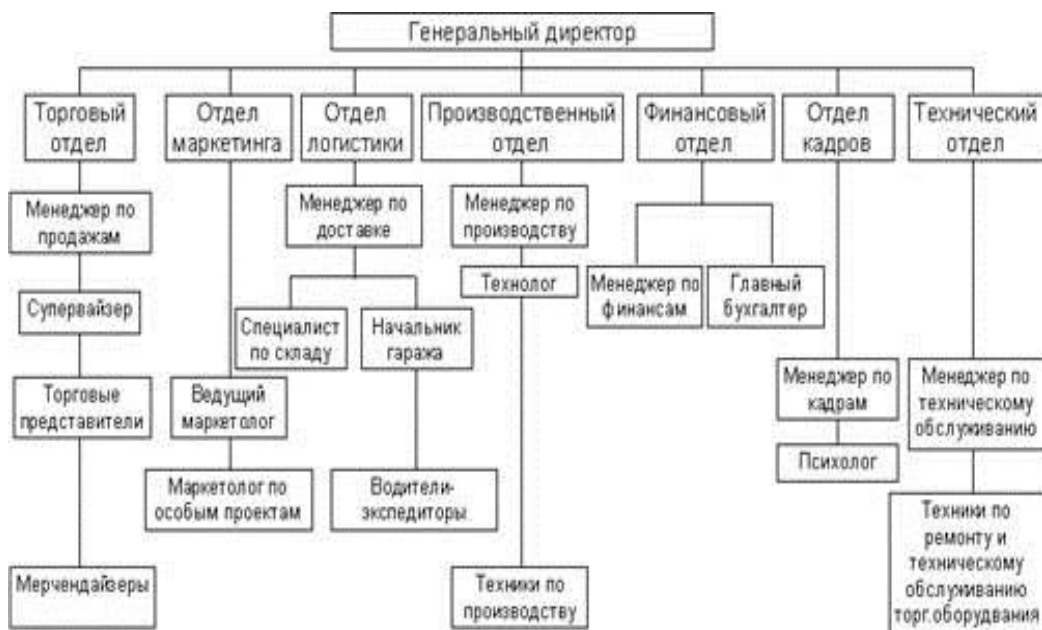 Генеральный директор
Торговый
отдел
Отдел
маркетинга
Отдел
логистики
Производственный
отдел
Финансовый
отдел
Отдел
кадров
Технический
отдел
Менеджер по
продажам
Менеджер по
доставке
Менеджер по
производству
Технолог
Менеджер по
финансам
Главный
бухгалтер
Супервайзер
Специалист
по складу
Начальник
гаража
Торговые
представители
Ведущий
маркетолог
Менеджер по
кадрам
Менеджер по
техническому
обслуживанию
Психолог
Маркетолог по
особым проектам
Водители-
экспедиторы
Мерчендайзеры
Техники по
производству
Техники по
ремонту и
техническому
обслуживанию
торг.оборудвания